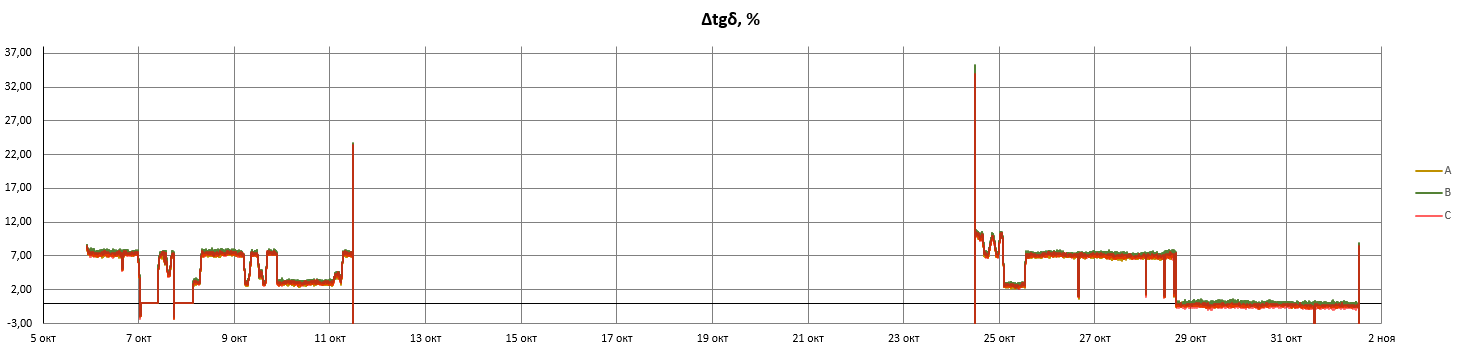 Δtgδ, %
37,00
32,00
27,00
22,00
17,00
12,00
7,00
2,00
-3,00
5 окт 7 окт 9 окт 11 окт 13 окт 15 окт 17 окт 19 окт 21 окт 23 окт 25 окт 27 окт 29 окт 31 окт 2 ноя
A
B
C